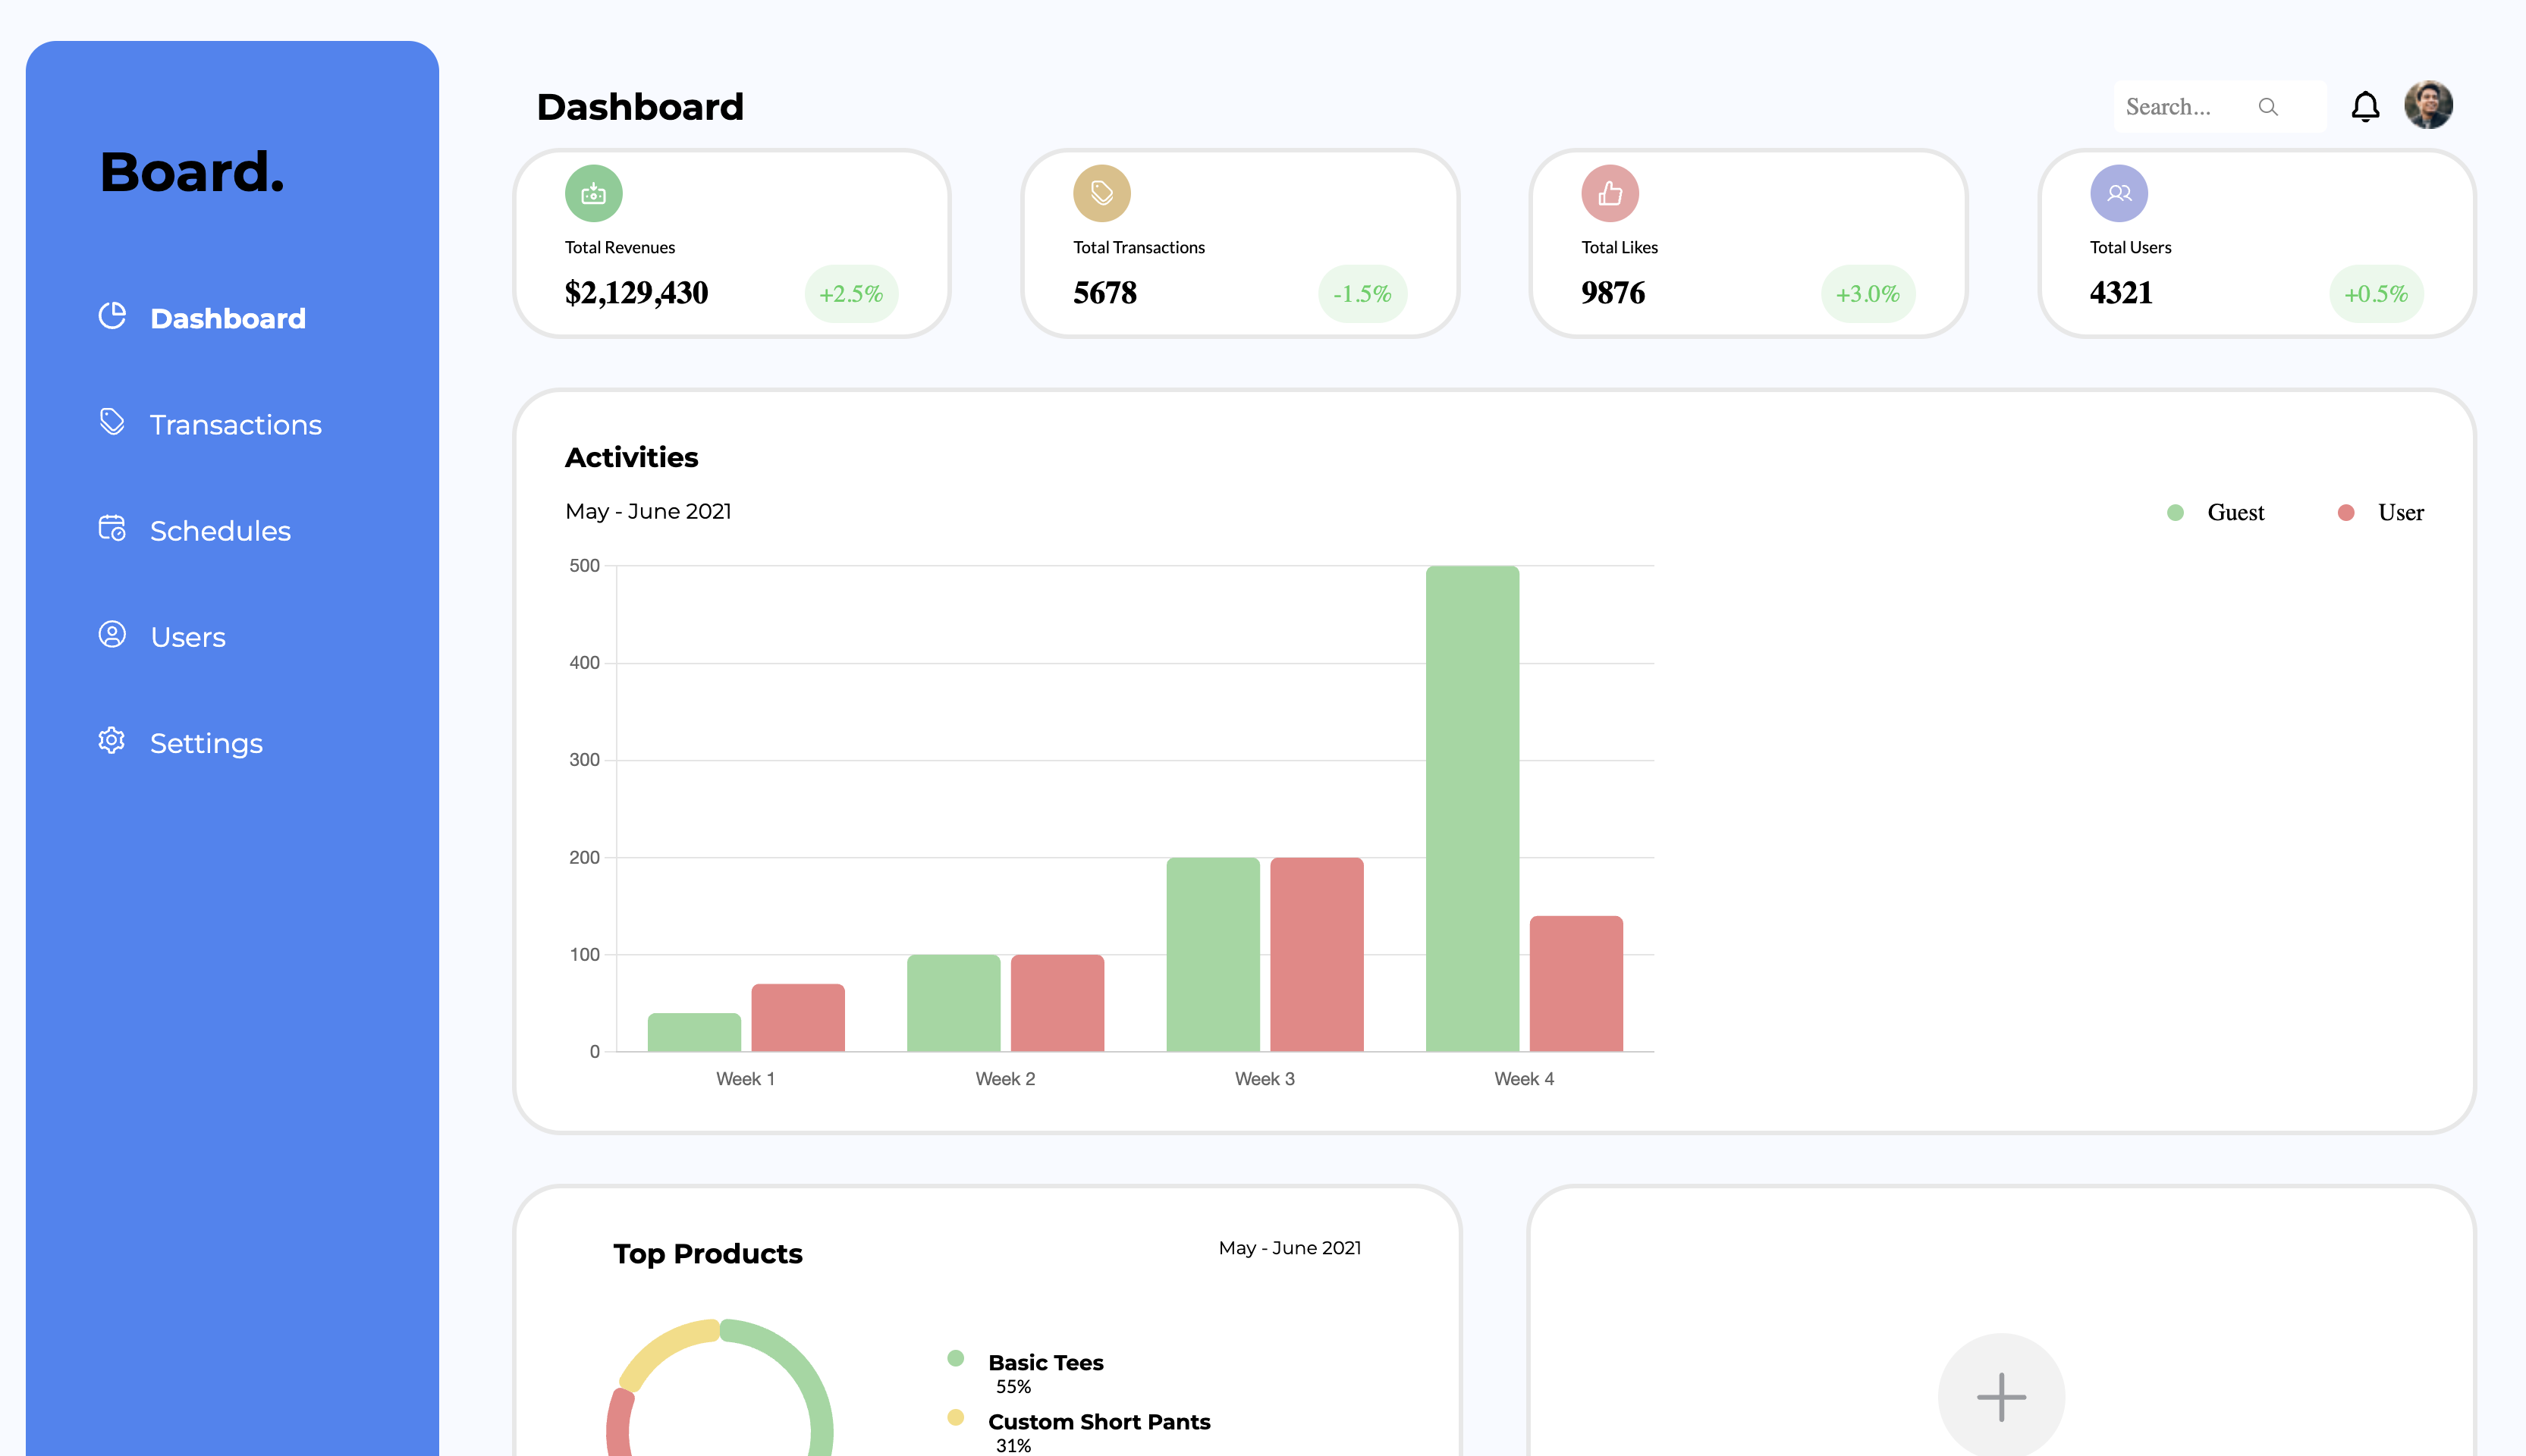 Board.
Dashboard
Transactions
Schedules
Users
Settings
Dashboard
Search...
Total Revenues
$2,129,430
+2.5%
Total Transactions
5678
-1.5%
Total Likes
9876
+3.0%
Total Users
4321
+0.5%
Activities
May - June 2021
Guest
User
500
400
300
200
100
0
Week 1
Week 2
Week 3
Week 4
Top Products
May - June 2021
Basic Tees
55%
Custom Short Pants
31%